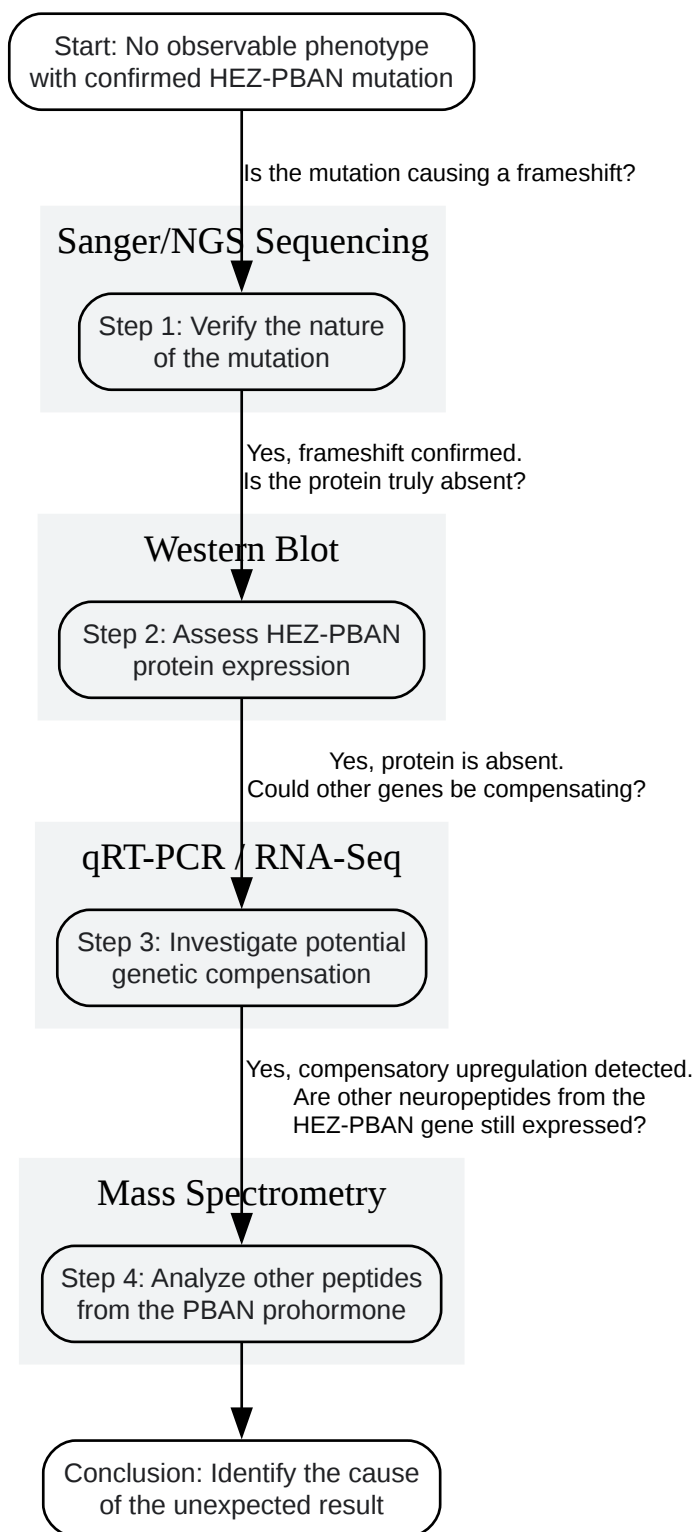 Start: No observable phenotype
with confirmed HEZ-PBAN mutation
Is the mutation causing a frameshift?
Sanger/NGS Sequencing
Step 1: Verify the nature
of the mutation
Yes, frameshift confirmed.
Is the protein truly absent?
Western Blot
Step 2: Assess HEZ-PBAN
protein expression
Yes, protein is absent.
Could other genes be compensating?
qRT-PCR / RNA-Seq
Step 3: Investigate potential
genetic compensation
Yes, compensatory upregulation detected.
Are other neuropeptides from the
HEZ-PBAN gene still expressed?
Mass Spectrometry
Step 4: Analyze other peptides
from the PBAN prohormone
Conclusion: Identify the cause
of the unexpected result